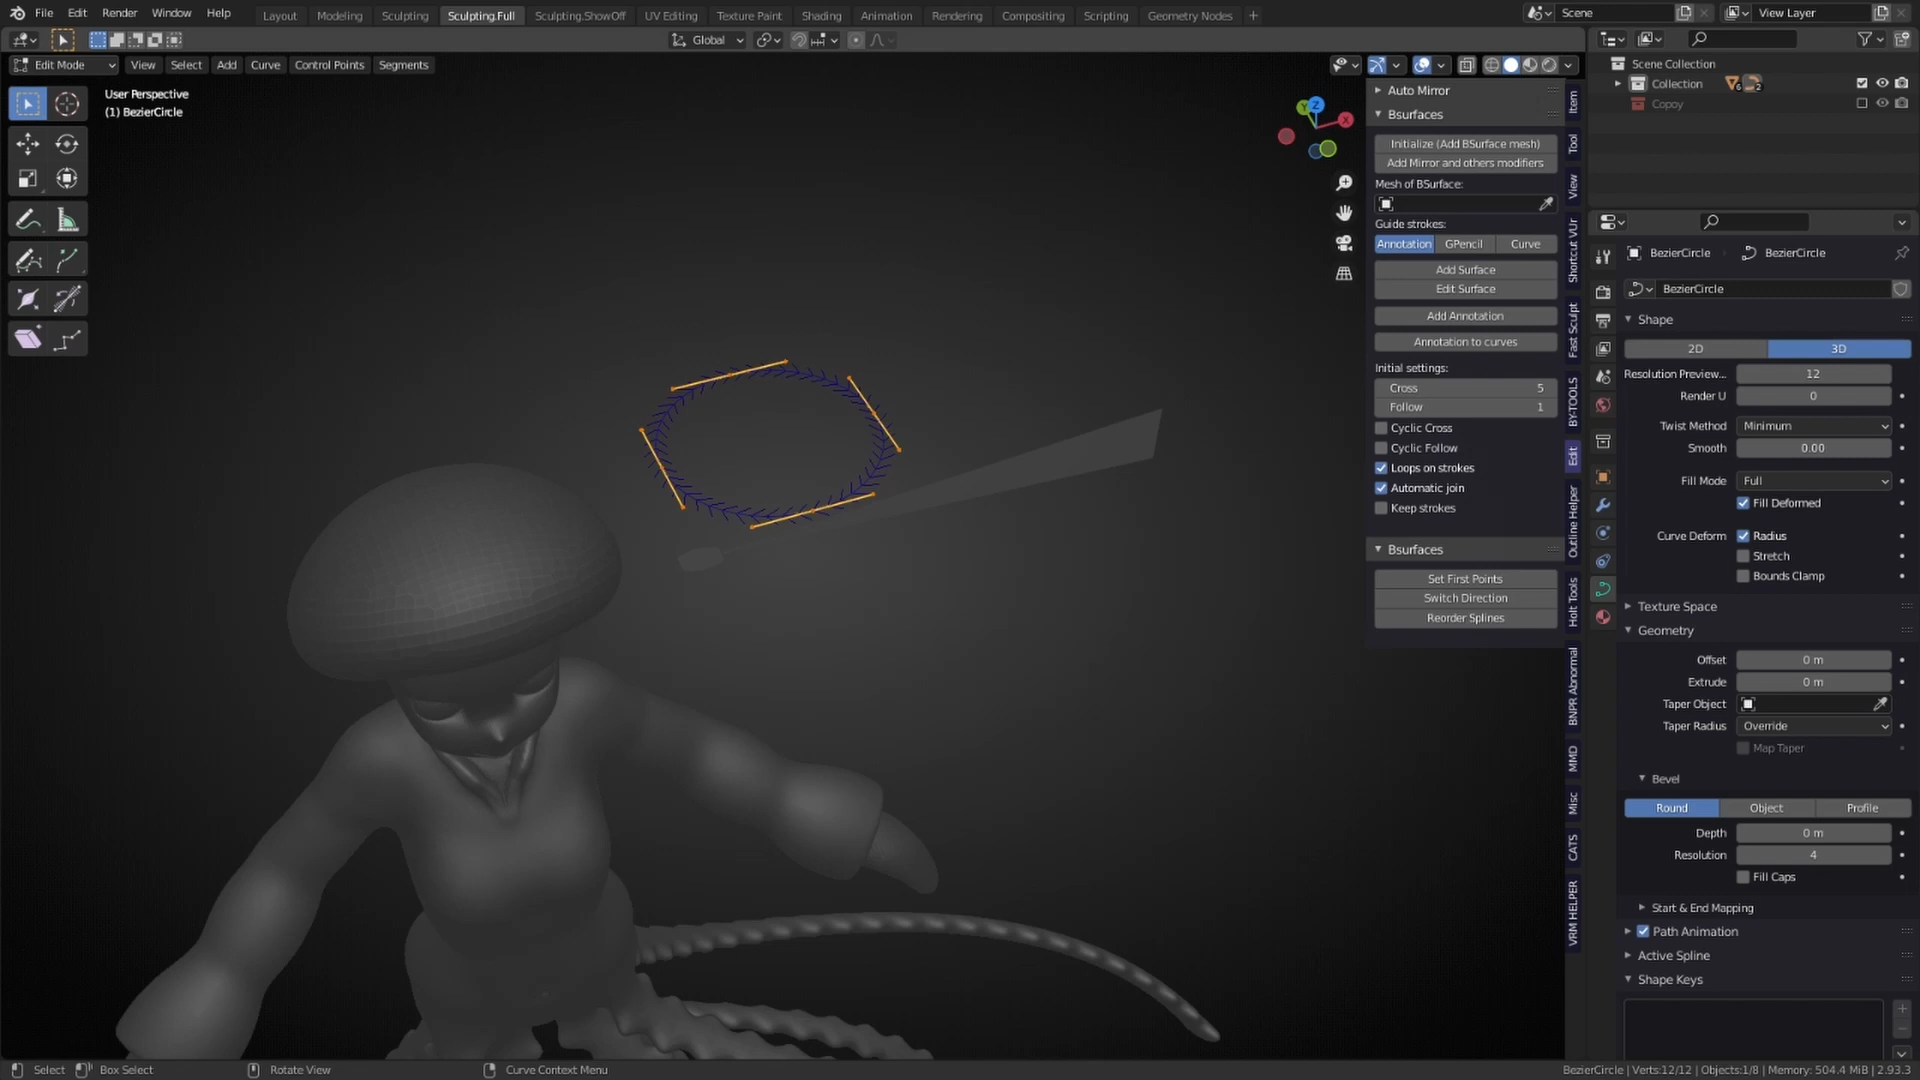 File Edit Render Window Help Layout Modeling Sculpting Sculpting.Full Sculpting.ShowOff UV Editing Texture Paint Shading Animation Rendering Compositing Scripting Geometry Nodes + Scene View Layer
Global
Edit Mode View Select Add Curve Control Points Segments
User Perspective
(1) BezierCircle
X
Y
Z
Auto Mirror
Bsurfaces
Initialize (Add BSurface mesh)
Add Mirror and others modifiers
Mesh of BSurface:
Guide strokes:
Annotation GPencil Curve
Add Surface
Edit Surface
Add Annotation
Annotation to curves
Initial settings:
Cross 5
Follow 1
Cyclic Cross
Cyclic Follow
Loops on strokes
Automatic join
Keep strokes
Bsurfaces
Set First Points
Switch Direction
Reorder Splines
Item
Tool
View
Shortcut VUr
Fast Sculpt
BY-TOOLS
Edit
Outline Helper
Holt Tools
BNPR Abnormal
MMD
Misc
CATS
VRM HELPER
Scene Collection
Collection 6 2
Copoy
BezierCircle BezierCircle
BezierCircle
Shape
2D 3D
Resolution Preview... 12
Render U 0
Twist Method Minimum
Smooth 0.00
Fill Mode Full
Fill Deformed
Curve Deform Radius
Stretch
Bounds Clamp
Texture Space
Geometry
Offset 0 m
Extrude 0 m
Taper Object
Taper Radius Override
Map Taper
Bevel
Round Object Profile
Depth 0 m
Resolution 4
Fill Caps
Start & End Mapping
Path Animation
Active Spline
Shape Keys
Select Box Select Rotate View Curve Context Menu BezierCircle | Verts:12/12 | Objects:1/8 | Memory: 504.4 MiB | 2.93.3